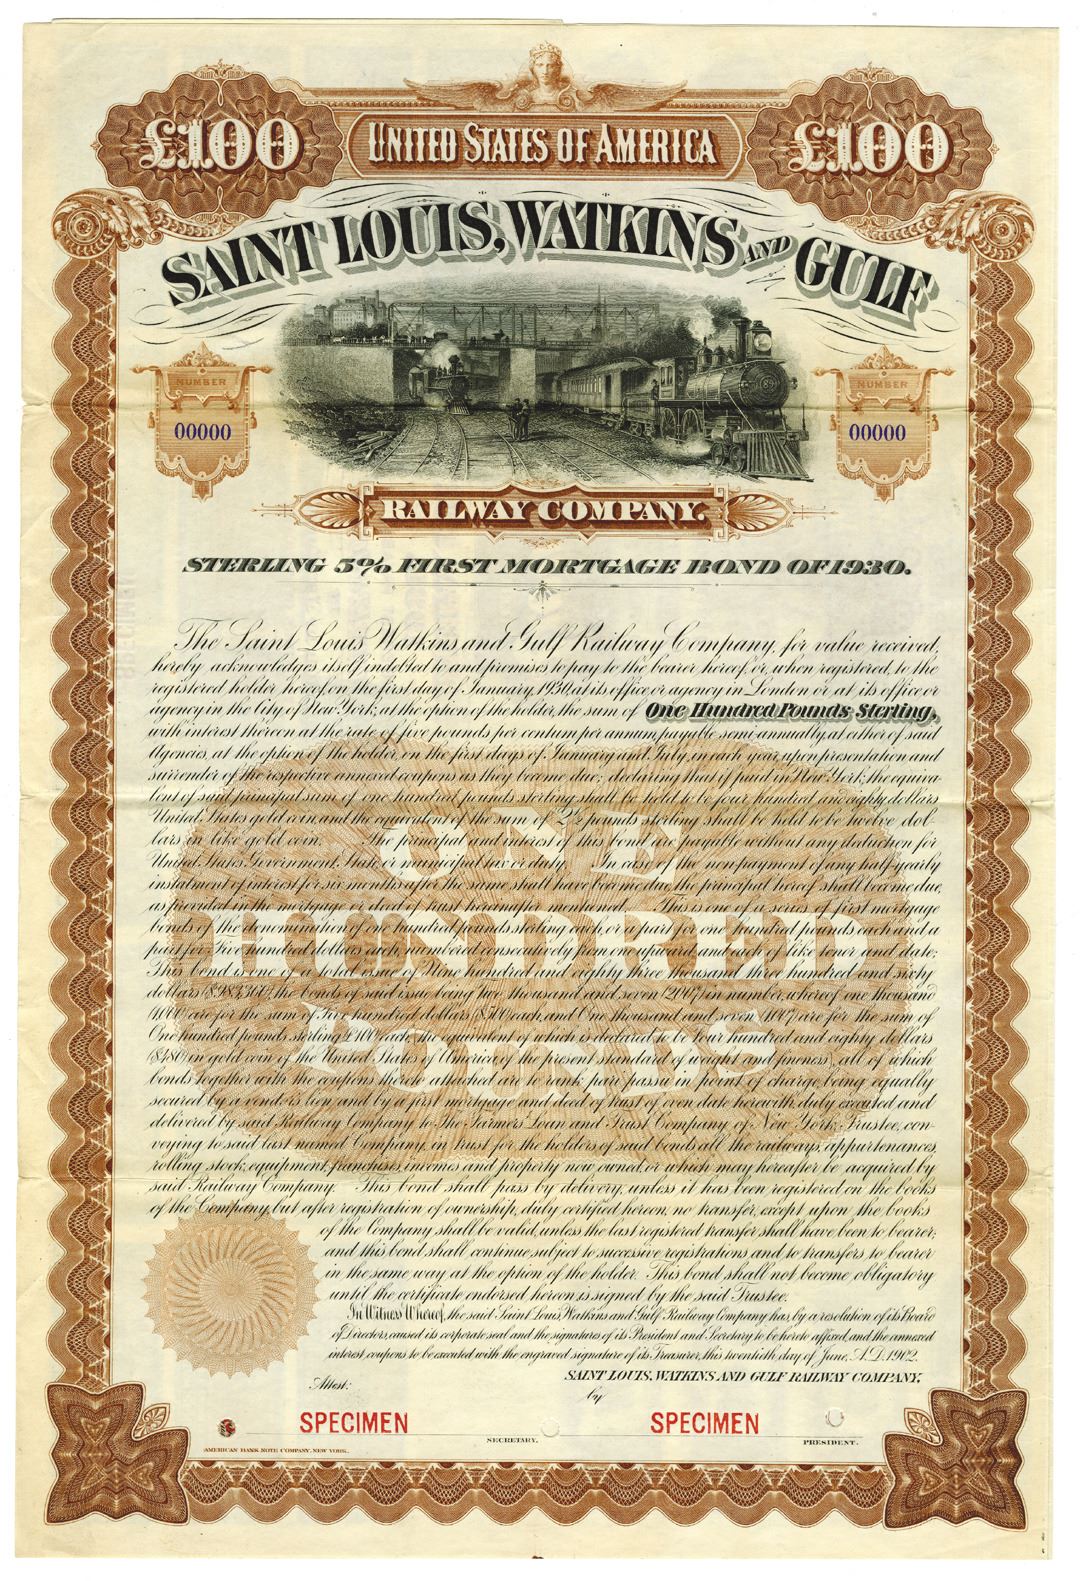 £100 UNITED STATES OF AMERICA £100
SAINT LOUIS, WATKINS AND GULF
NUMBER NUMBER
00000 00000
89
RAILWAY COMPANY.
STERLING 5% FIRST MORTGAGE BOND OF 1930.
The Saint Louis Watkins and Gulf Railway Company, for value received,
hereby acknowledges itself indebted to and promises to pay to the bearer hereof, or, when registered, to the
registered holder hereof, on the first day of January, 1930, at its office or agency in London or at its office or
agency in the City of New York, at the option of the holder, the sum of One Hundred Pounds Sterling,
with interest thereon at the rate of five pounds per centum per annum, payable semi-annually, at either of said
Agencies, at the option of the holder, on the first days of January and July, in each year, upon presentation and
surrender of the respective annexed coupons as they become due; declaring that if paid in New York, the equiva-
lent of said principal sum of one hundred pounds sterling shall be held to be four hundred and eighty dollars
United States gold coin, and the equivalent of the sum of 2½ pounds sterling shall be held to be twelve dol-
lars in like gold coin. The principal and interest of this bond are payable without any deduction for
United States Government, State, or municipal tax or duty. In case of the non-payment of any half-yearly
instalment of interest for six months after the same shall have become due, the principal hereof shall become due,
as provided in the mortgage or deed of trust hereinafter mentioned. This is one of a series of first mortgage
bonds of the denomination of one hundred pounds sterling each, or a part for one hundred pounds each and a
part for Five hundred dollars each, numbered consecutively from one upward, and each of like tenor and date;
This bond is one of a total issue of Nine hundred and eighty three thousand three hundred and sixty
dollars ($983,360), the bonds of said issue being Two thousand and seven (2007) in number, whereof one thousand
(1000) are for the sum of Five hundred dollars ($500) each, and One thousand and seven (1007) are for the sum of
One hundred pounds sterling £100 each, the equivalent of which is declared to be Four hundred and eighty dollars
($480) in gold coin of the United States of America, of the present standard of weight and fineness, all of which
bonds together with the coupons thereto attached are to rank pari passu in point of charge, being equally
secured by a vendor's lien and by a first mortgage and deed of trust of even date herewith, duly executed and
delivered by said Railway Company to The Farmers' Loan and Trust Company of New York, Trustee, con-
veying to said last named Company, in trust for the holders of said bonds, all the railways, appurtenances,
rolling stock, equipment, franchises, incomes and property now owned, or which may hereafter be acquired by
said Railway Company. This bond shall pass by delivery, unless it has been registered on the books
of the Company, but after registration of ownership, duly certified hereon, no transfer, except upon the books
of the Company shall be valid, unless the last registered transfer shall have been to bearer;
and this bond shall continue subject to successive registrations and to transfers to bearer
in the same way at the option of the holder. This bond shall not become obligatory
until the certificate endorsed hereon is signed by the said Trustee.
In Witness Whereof, the said Saint Louis, Watkins and Gulf Railway Company has, by a resolution of its Board
of Directors, caused its corporate seal and the signatures of its President and Secretary to be hereto affixed, and the annexed
interest coupons to be executed with the engraved signature of its Treasurer, this twentieth day of June, A.D. 1902.
ONE
HUNDRED
POUNDS
SAINT LOUIS, WATKINS AND GULF RAILWAY COMPANY,
Attest: by
SPECIMEN SPECIMEN
SECRETARY. PRESIDENT.
AMERICAN BANK NOTE COMPANY, NEW YORK.